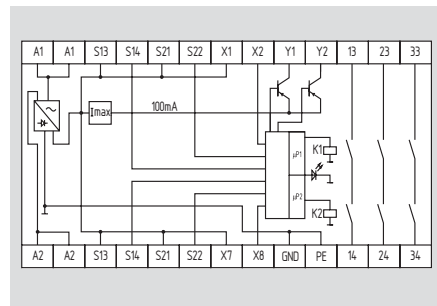 A1 A1 S13 S14 S21 S22 X1 X2 Y1 Y2 13 23 33
Imax 100mA
µP1 K1
µP2 K2
A2 A2 S13 S14 S21 S22 X7 X8 GND PE 14 24 34